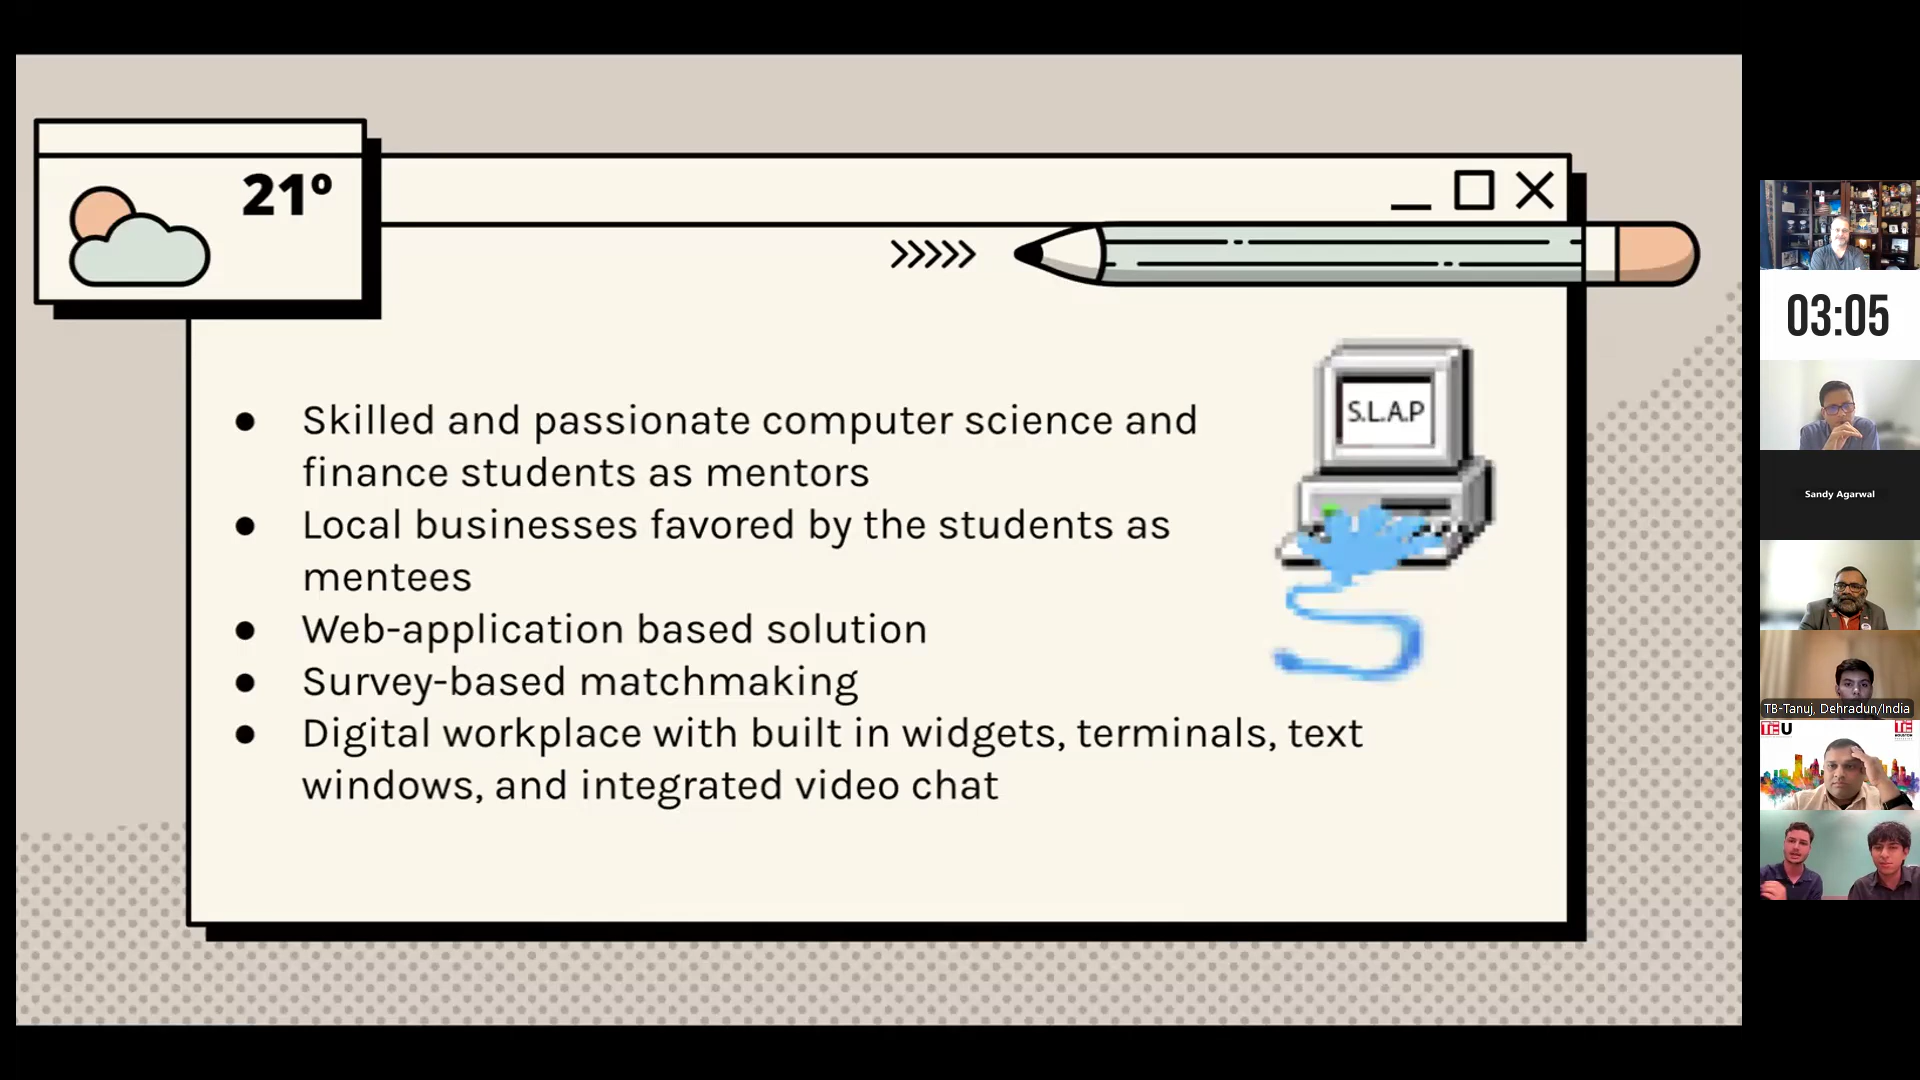 21°
S.L.A.P
● Skilled and passionate computer science and
finance students as mentors
● Local businesses favored by the students as
mentees
● Web-application based solution
● Survey-based matchmaking
● Digital workplace with built in widgets, terminals, text
windows, and integrated video chat
03:05
Sandy Agarwal
TB-Tanuj, Dehradun/India